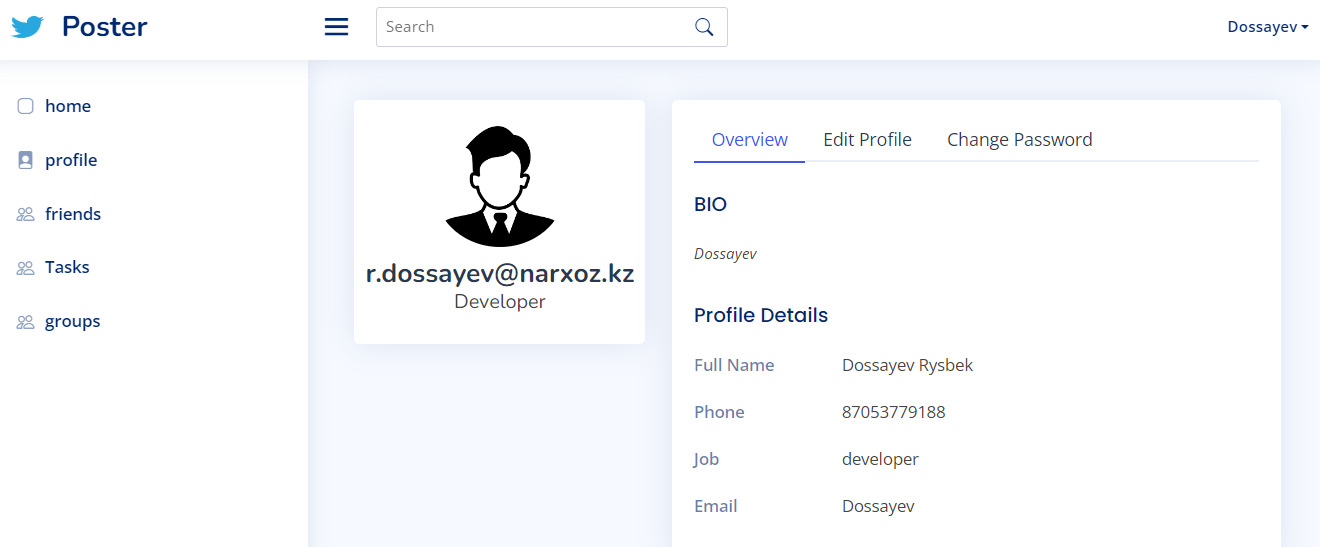 Poster
Search
Dossayev
home
profile
friends
Tasks
groups
r.dossayev@narxoz.kz
Developer
Overview Edit Profile Change Password
BIO
Dossayev
Profile Details
Full Name Dossayev Rysbek
Phone 87053779188
Job developer
Email Dossayev